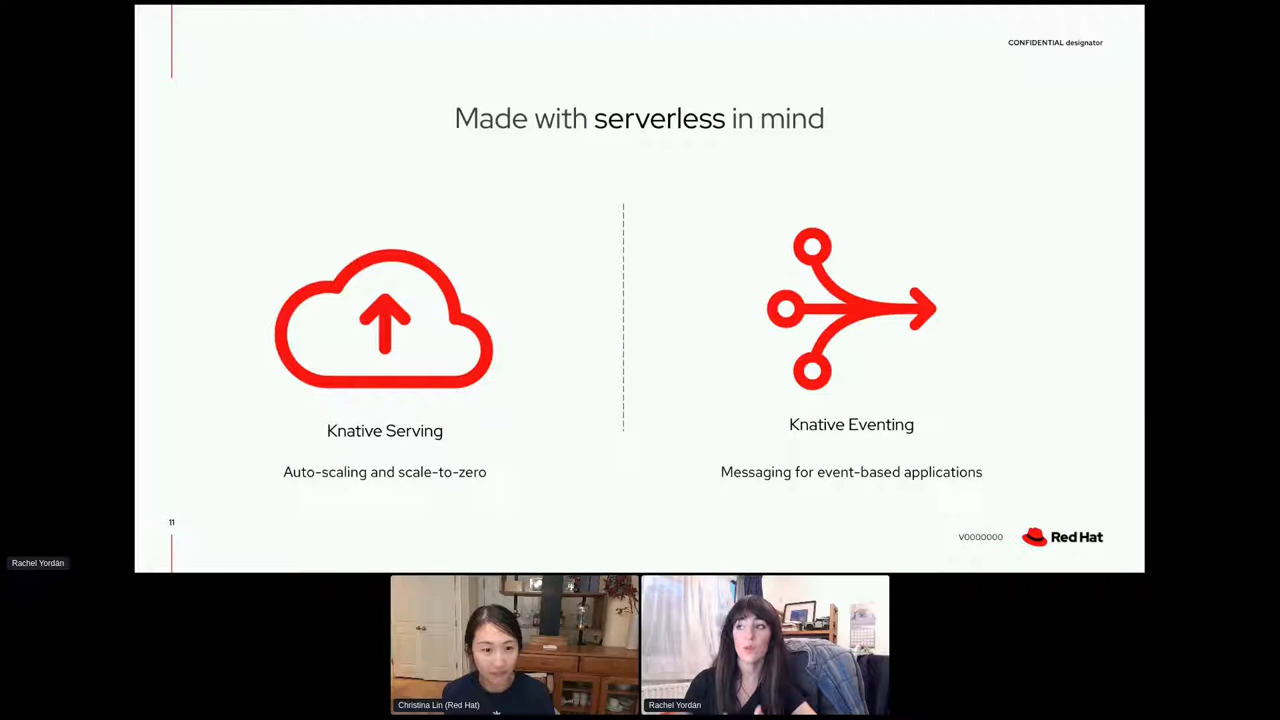 CONFIDENTIAL designator
Made with serverless in mind
Knative Serving
Knative Eventing
Auto-scaling and scale-to-zero
Messaging for event-based applications
11
V0000000
Red Hat
Rachel Yordán
Christina Lin (Red Hat)
Rachel Yordán